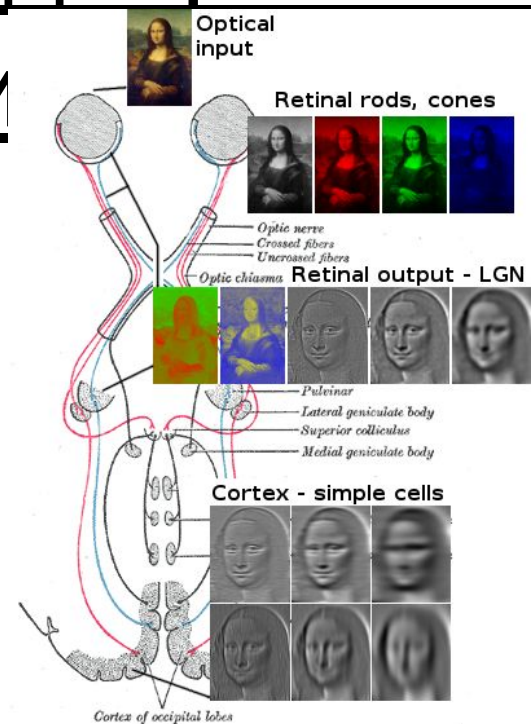 Optical
input
Retinal rods, cones
Optic nerve
Crossed fibers
Uncrossed fibers
Optic chiasma
Retinal output - LGN
Pulvinar
Lateral geniculate body
Superior colliculus
Medial geniculate body
Cortex - simple cells
Cortex of occipital lobes